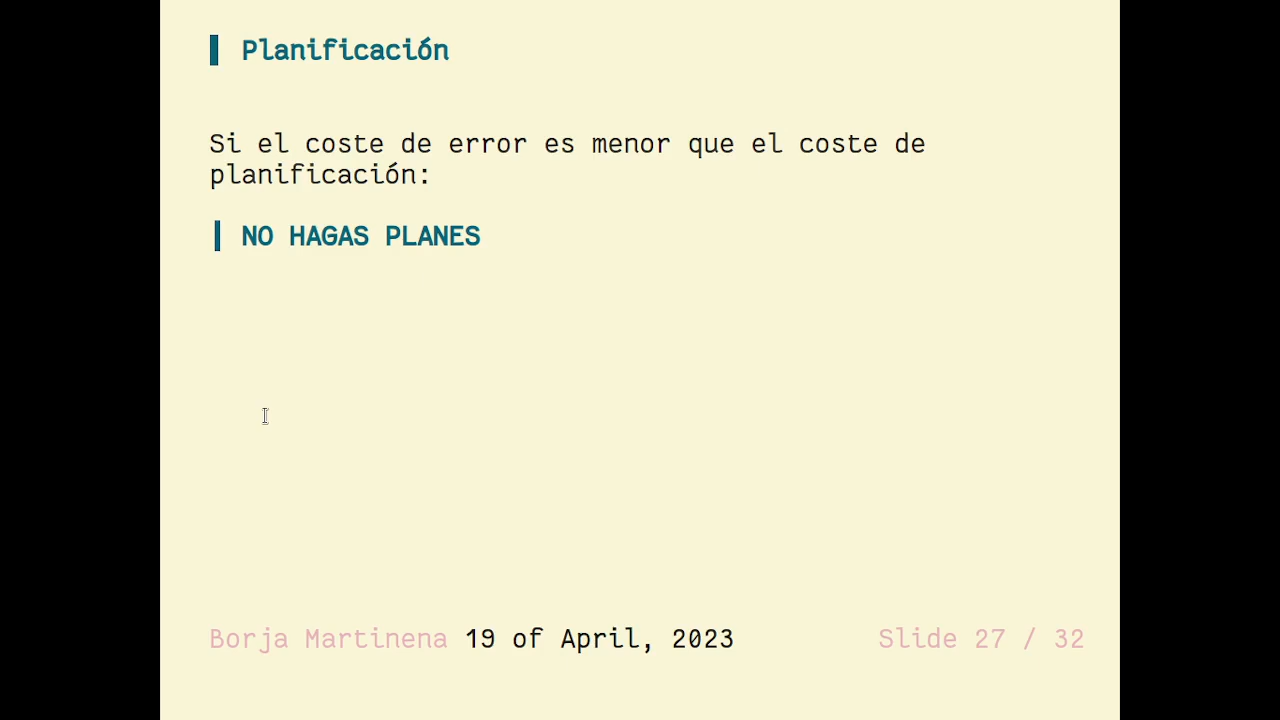 Planificación
Si el coste de error es menor que el coste de
planificación:
NO HAGAS PLANES
Borja Martinena 19 of April, 2023 Slide 27 / 32